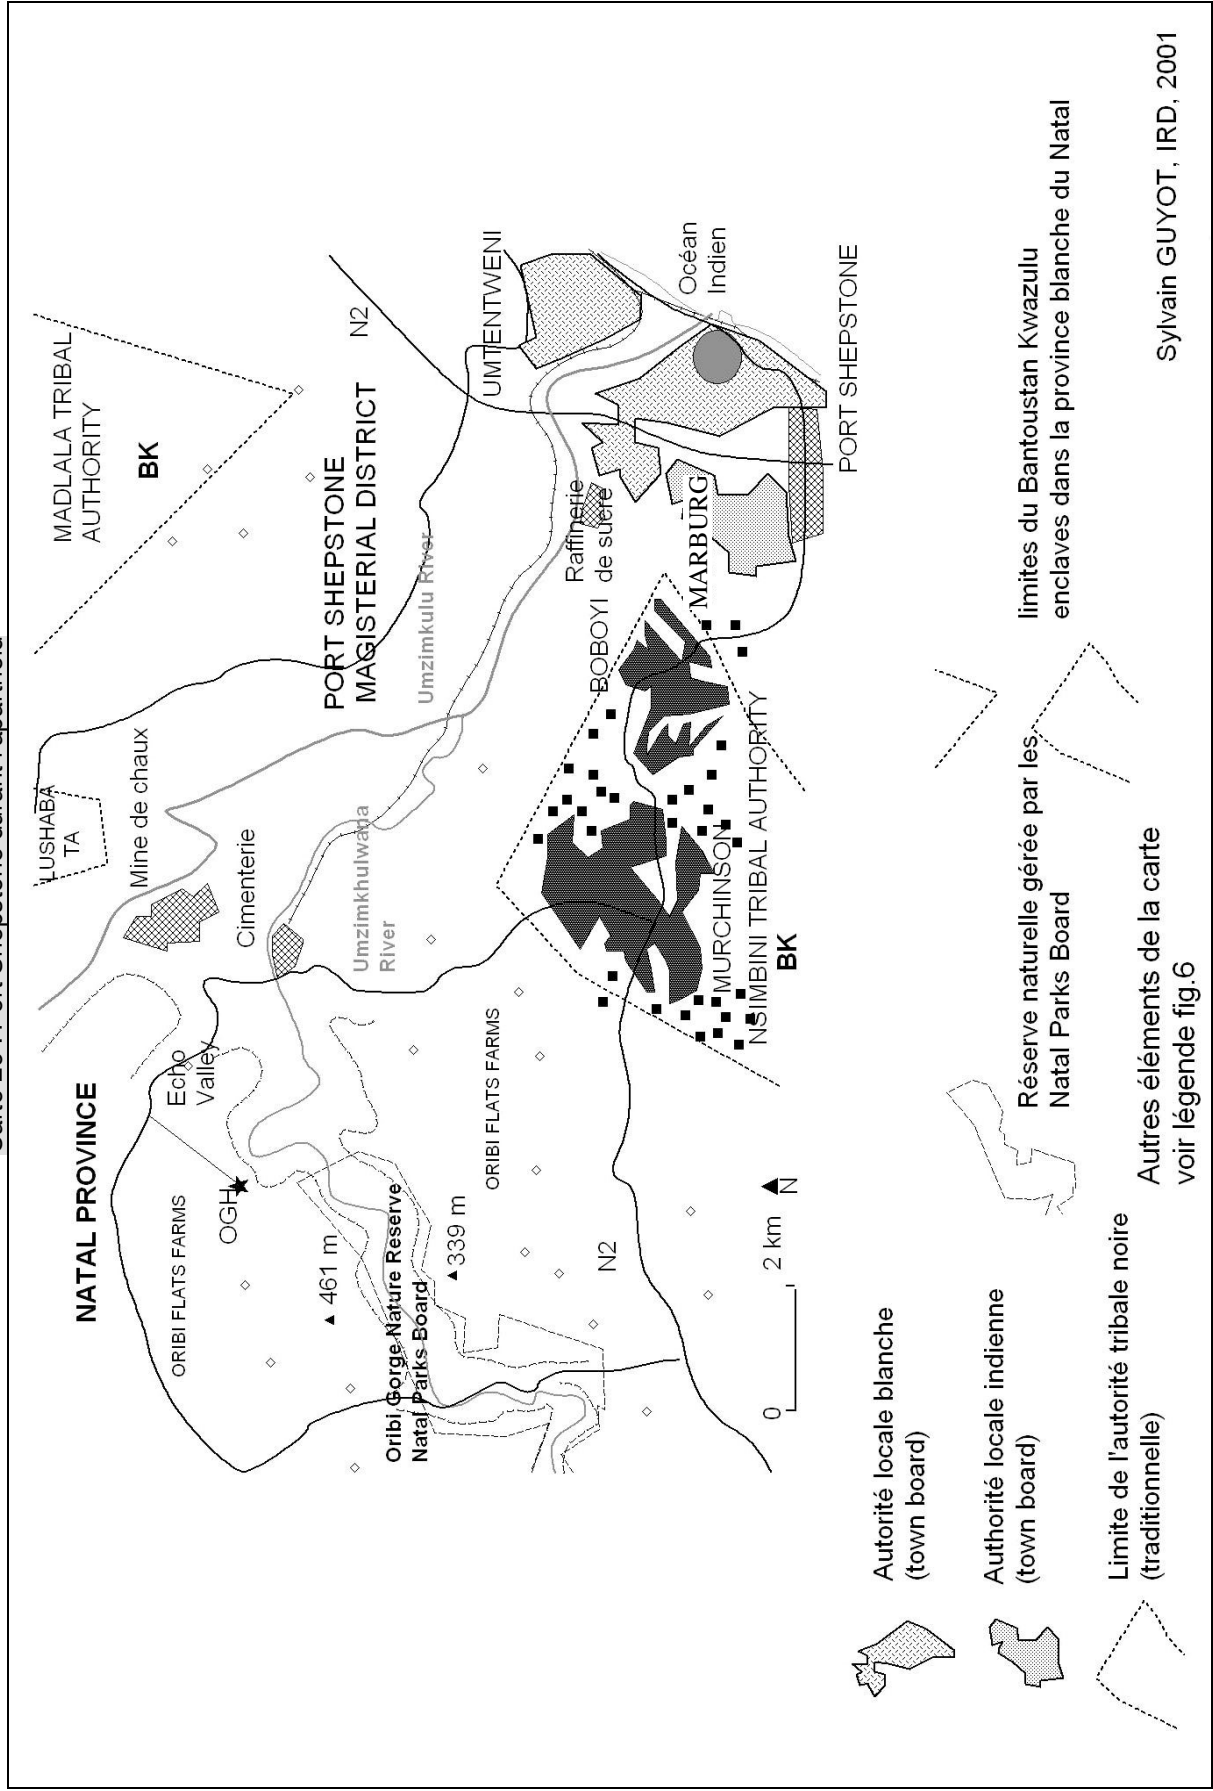 NATAL PROVINCE
LUSHABA
TA
MADLALA TRIBAL
AUTHORITY
BK
Mine de chaux
Echo
Valley
ORIBI FLATS FARMS
OGH
Cimenterie
461 m
PORT SHEPSTONE
MAGISTERIAL DISTRICT
N2
Umzimkhulwana
River
Umzimkulu River
Oribi Gorge Nature Reserve
Natal Parks Board
339 m
ORIBI FLATS FARMS
UMTENTWENI
Raffinerie
de sucre
BOBOYI
N2
Océan
Indien
MARBURG
MURCHINSON
NSIMBINI TRIBAL AUTHORITY
BK
PORT SHEPSTONE
0
2 km
N
Autorité locale blanche
(town board)
Authorité locale indienne
(town board)
Limite de l'autorité tribale noire
(traditionnelle)
Réserve naturelle gérée par les
Natal Parks Board
limites du Bantoustan Kwazulu
enclaves dans la province blanche du Natal
Autres éléments de la carte
voir légende fig.6
Sylvain GUYOT, IRD, 2001